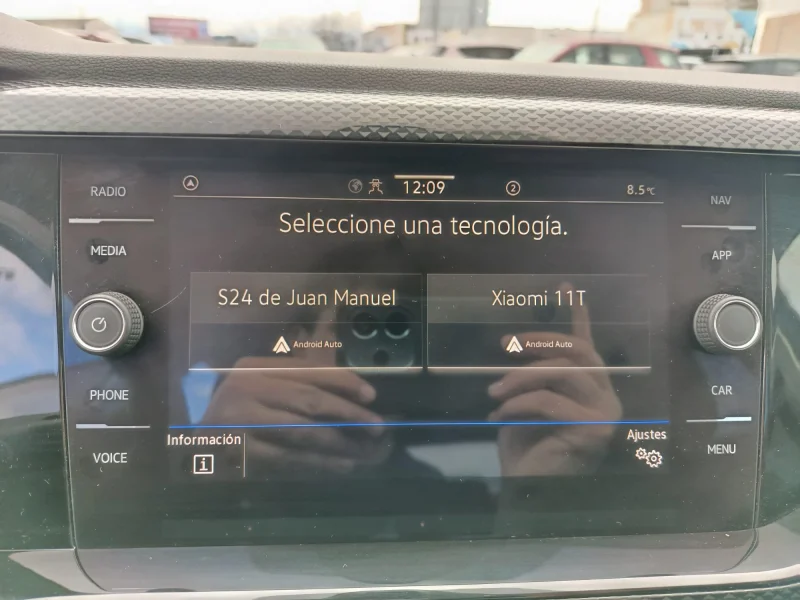 RADIO
12:09
2
8.5°C
NAV
Seleccione una tecnología.
MEDIA
APP
S24 de Juan Manuel
Xiaomi 11T
Android Auto
Android Auto
PHONE
CAR
Información
Ajustes
VOICE
i
MENU